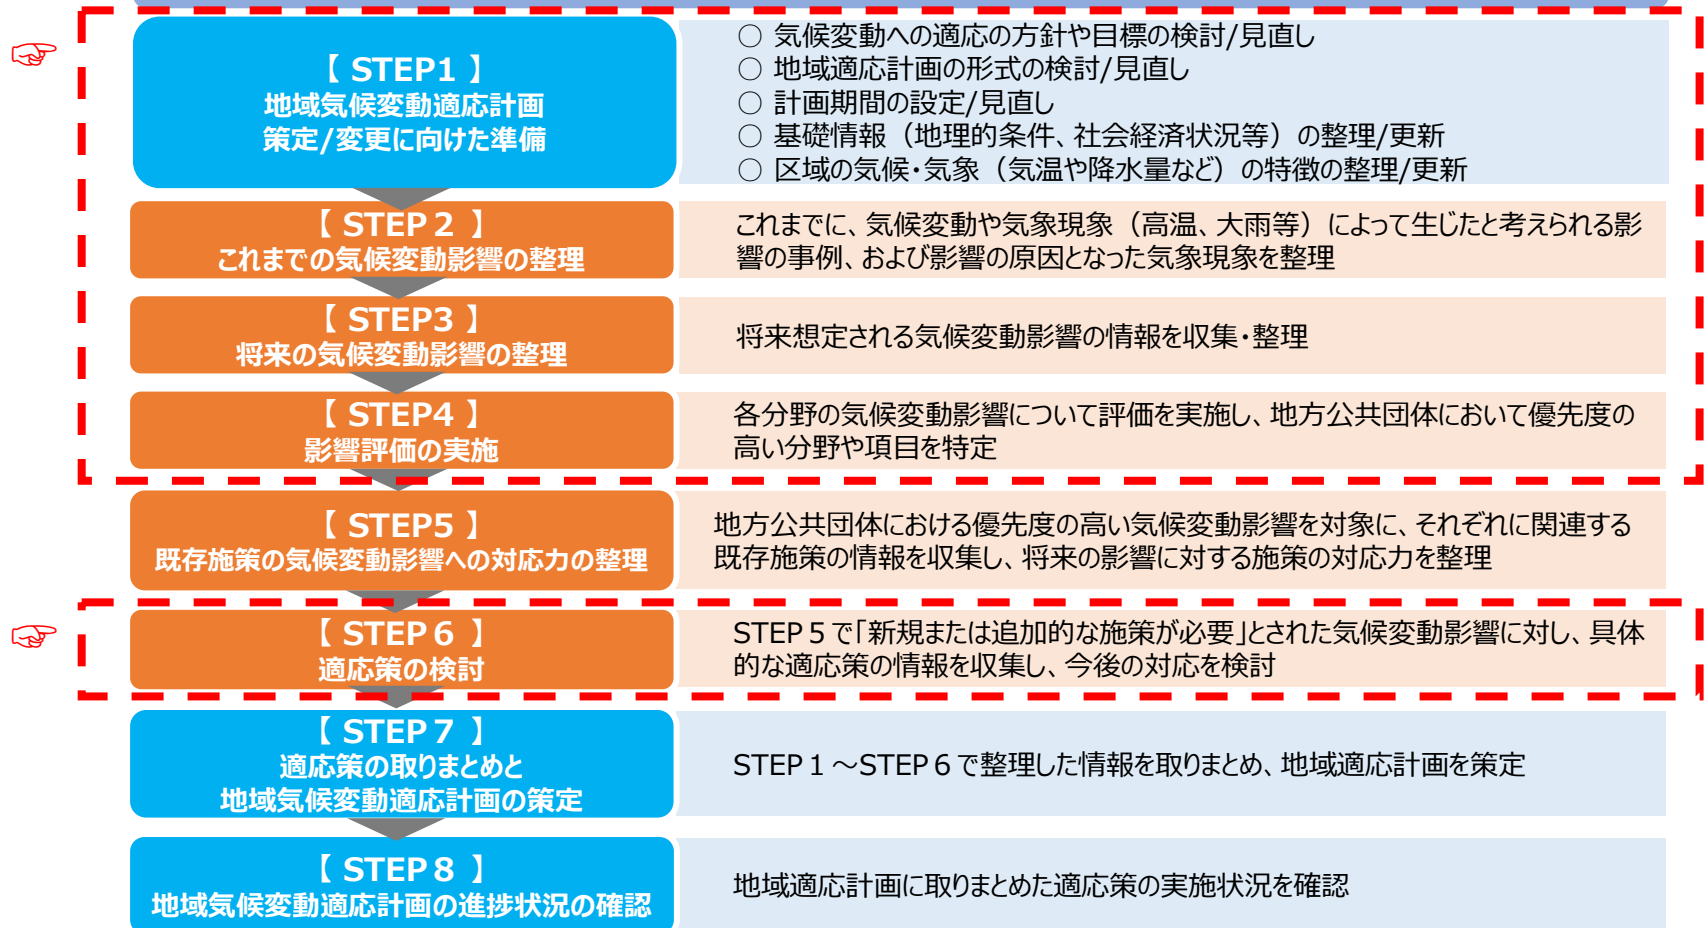 【 STEP1 】
地域気候変動適応計画
策定/変更に向けた準備
○ 気候変動への適応の方針や目標の検討/見直し
○ 地域適応計画の形式の検討/見直し
○ 計画期間の設定/見直し
○ 基礎情報（地理的条件、社会経済状況等）の整理/更新
○ 区域の気候・気象（気温や降水量など）の特徴の整理/更新
【 STEP２ 】
これまでの気候変動影響の整理
これまでに、気候変動や気象現象（高温、大雨等）によって生じたと考えられる影
響の事例、および影響の原因となった気象現象を整理
【 STEP3 】
将来の気候変動影響の整理
将来想定される気候変動影響の情報を収集・整理
【 STEP4 】
影響評価の実施
各分野の気候変動影響について評価を実施し、地方公共団体において優先度の
高い分野や項目を特定
【 STEP5 】
既存施策の気候変動影響への対応力の整理
地方公共団体における優先度の高い気候変動影響を対象に、それぞれに関連する
既存施策の情報を収集し、将来の影響に対する施策の対応力を整理
【 STEP６ 】
適応策の検討
STEP５で「新規または追加的な施策が必要」とされた気候変動影響に対し、具体
的な適応策の情報を収集し、今後の対応を検討
【 STEP７ 】
適応策の取りまとめと
地域気候変動適応計画の策定
STEP１～STEP６で整理した情報を取りまとめ、地域適応計画を策定
【 STEP８ 】
地域気候変動適応計画の進捗状況の確認
地域適応計画に取りまとめた適応策の実施状況を確認